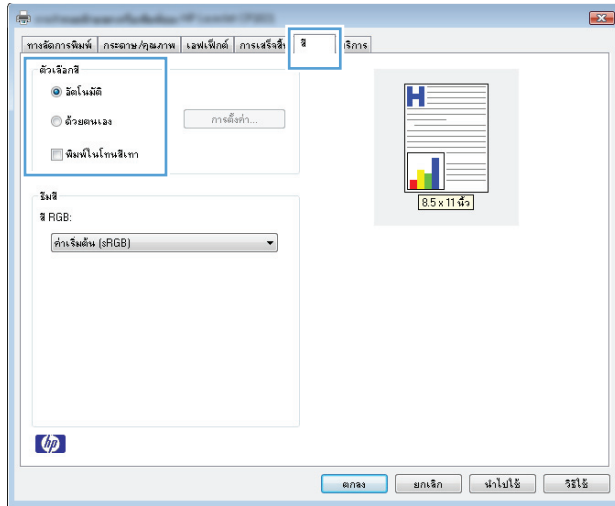 ทางลัดการพิมพ์ กระดาษ/คุณภาพ เอฟเฟ็กต์ การเสร็จสิ้น สี บริการ
ตัวเลือกสี
อัตโนมัติ
ด้วยตนเอง การตั้งค่า...
พิมพ์ในโทนสีเทา
H
8.5 x 11 นิ้ว
ธีมสี
สี RGB:
ค่าเริ่มต้น (sRGB)
hp
ตกลง ยกเลิก นำไปใช้ วิธีใช้